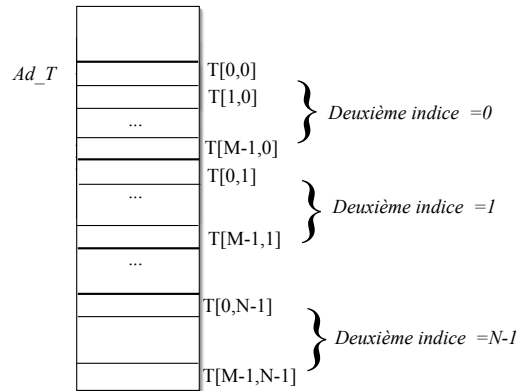 Ad_T
T[0,0]
T[1,0]
Deuxième indice =0
...
T[M-1,0]
T[0,1]
...
Deuxième indice =1
T[M-1,1]
...
T[0,N-1]
Deuxième indice =N-1
T[M-1,N-1]